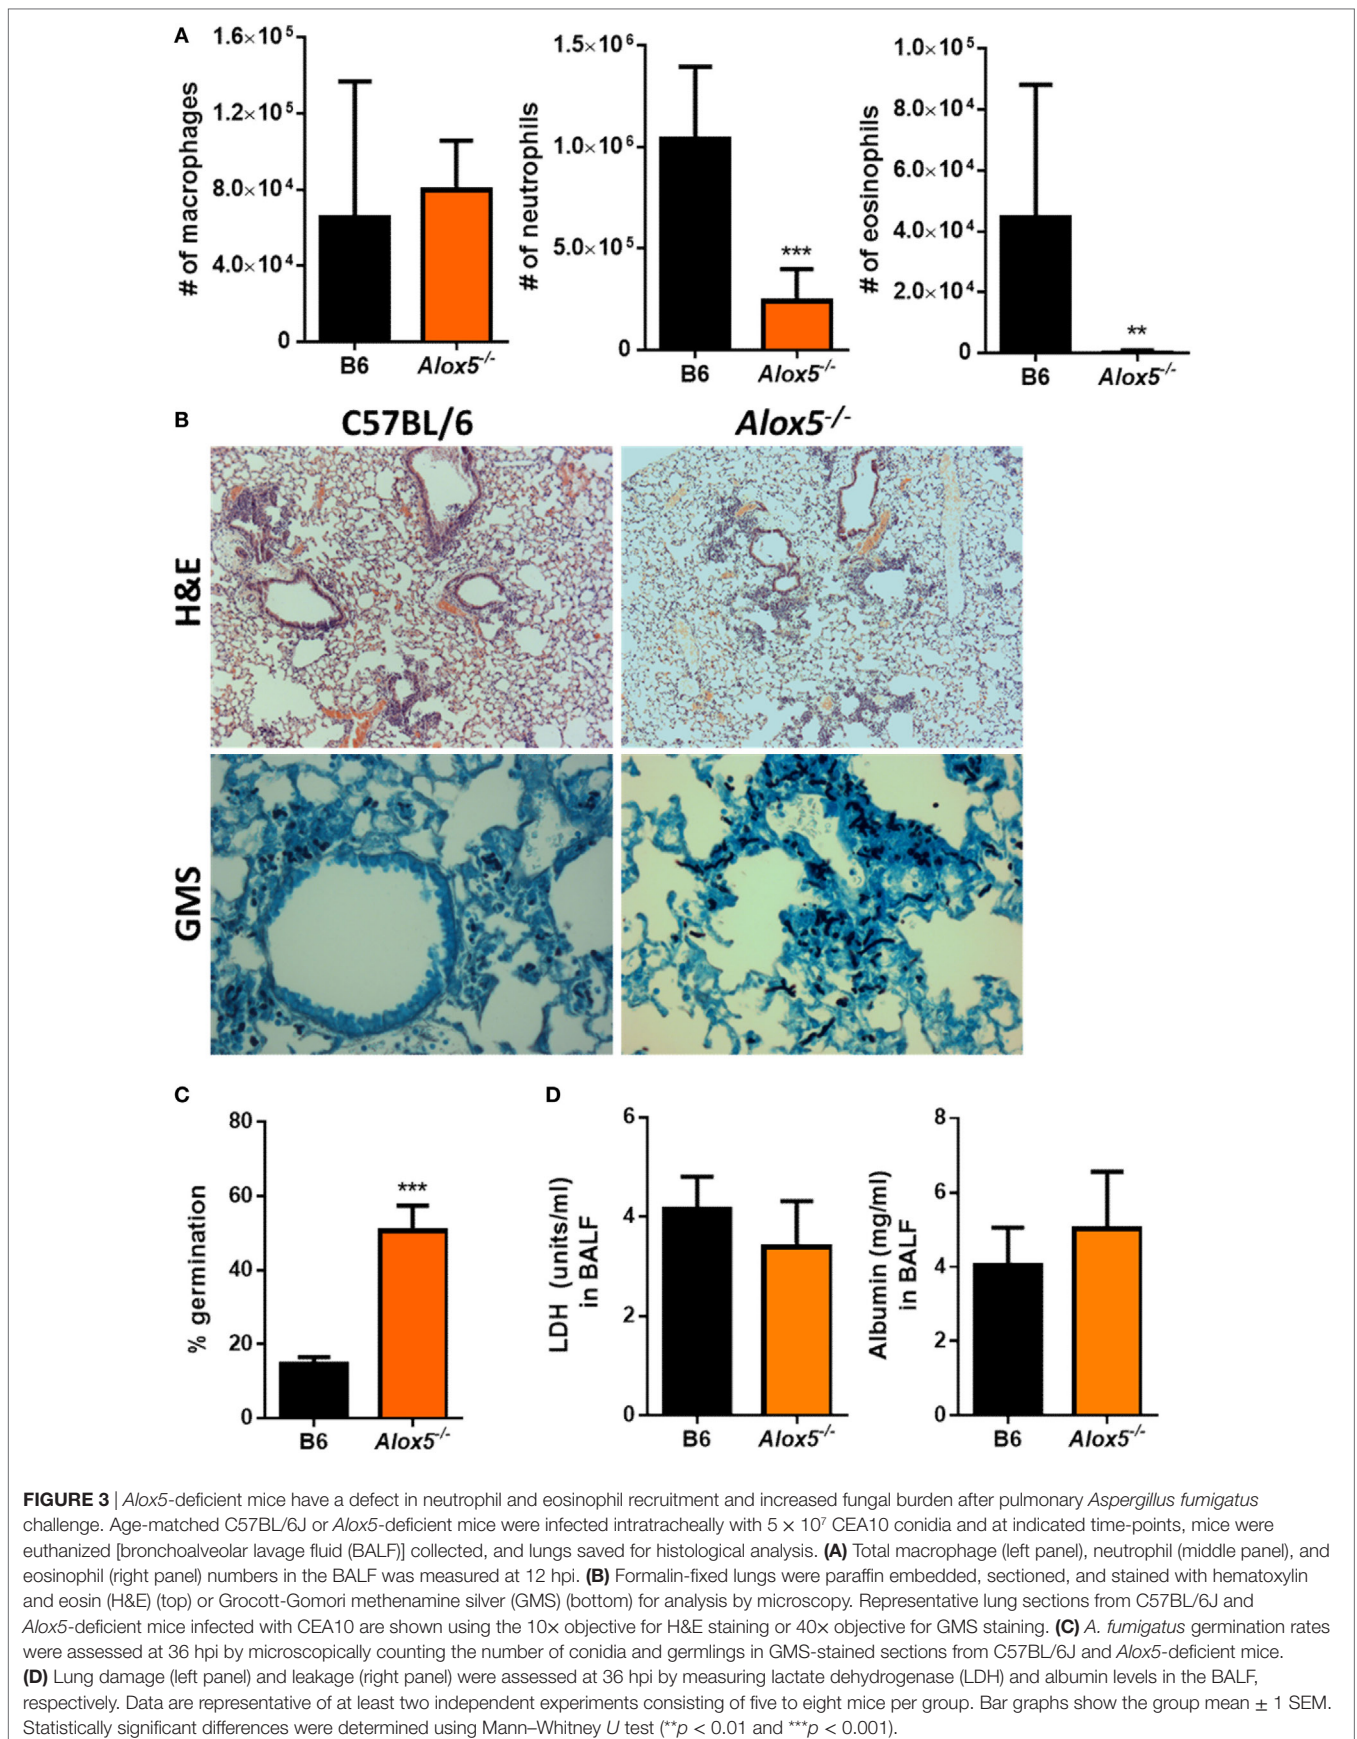 A
# of macrophages
1.6×10⁵
1.2×10⁵
8.0×10⁴
4.0×10⁴
0
B6
Alox5-/-
# of neutrophils
1.5×10⁶
1.0×10⁶
5.0×10⁵
0
***
B6
Alox5-/-
# of eosinophils
1.0×10⁵
8.0×10⁴
6.0×10⁴
4.0×10⁴
2.0×10⁴
0
**
B6
Alox5-/-
B
C57BL/6
Alox5-/-
H&E
GMS
C
% germination
80
60
40
20
0
***
B6
Alox5-/-
D
LDH (units/ml)
in BALF
6
4
2
0
B6
Alox5-/-
Albumin (mg/ml)
in BALF
8
6
4
2
0
B6
Alox5-/-
FIGURE 3 | Alox5-deficient mice have a defect in neutrophil and eosinophil recruitment and increased fungal burden after pulmonary Aspergillus fumigatus
challenge. Age-matched C57BL/6J or Alox5-deficient mice were infected intratracheally with 5 × 10⁷ CEA10 conidia and at indicated time-points, mice were
euthanized [bronchoalveolar lavage fluid (BALF)] collected, and lungs saved for histological analysis. (A) Total macrophage (left panel), neutrophil (middle panel), and
eosinophil (right panel) numbers in the BALF was measured at 12 hpi. (B) Formalin-fixed lungs were paraffin embedded, sectioned, and stained with hematoxylin
and eosin (H&E) (top) or Grocott-Gomori methenamine silver (GMS) (bottom) for analysis by microscopy. Representative lung sections from C57BL/6J and
Alox5-deficient mice infected with CEA10 are shown using the 10× objective for H&E staining or 40× objective for GMS staining. (C) A. fumigatus germination rates
were assessed at 36 hpi by microscopically counting the number of conidia and germlings in GMS-stained sections from C57BL/6J and Alox5-deficient mice.
(D) Lung damage (left panel) and leakage (right panel) were assessed at 36 hpi by measuring lactate dehydrogenase (LDH) and albumin levels in the BALF,
respectively. Data are representative of at least two independent experiments consisting of five to eight mice per group. Bar graphs show the group mean ± 1 SEM.
Statistically significant differences were determined using Mann–Whitney U test (**p < 0.01 and ***p < 0.001).